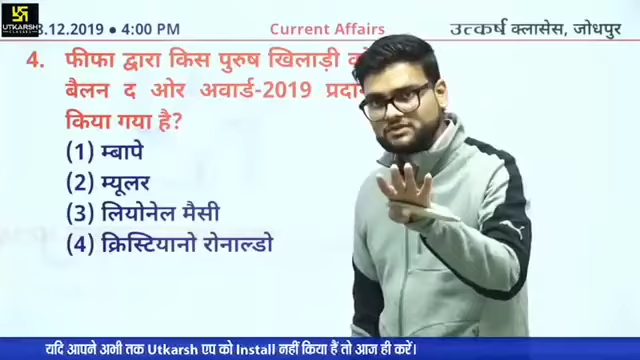 UTKARSH
CLASSES
.12.2019 ● 4:00 PM
Current Affairs
उत्कर्ष क्लासेस, जोधपुर
4. फीफा द्वारा किस पुरुष खिलाड़ी
बैलन द ओर अवार्ड-2019
किया गया है?
(1) म्बापे
(2) म्यूलर
(3) लियोनेल मैसी
(4) क्रिस्टियानो रोनाल्डो
यदि आपने अभी तक Utkarsh एप को Install नहीं किया हैं तो आज ही करें।